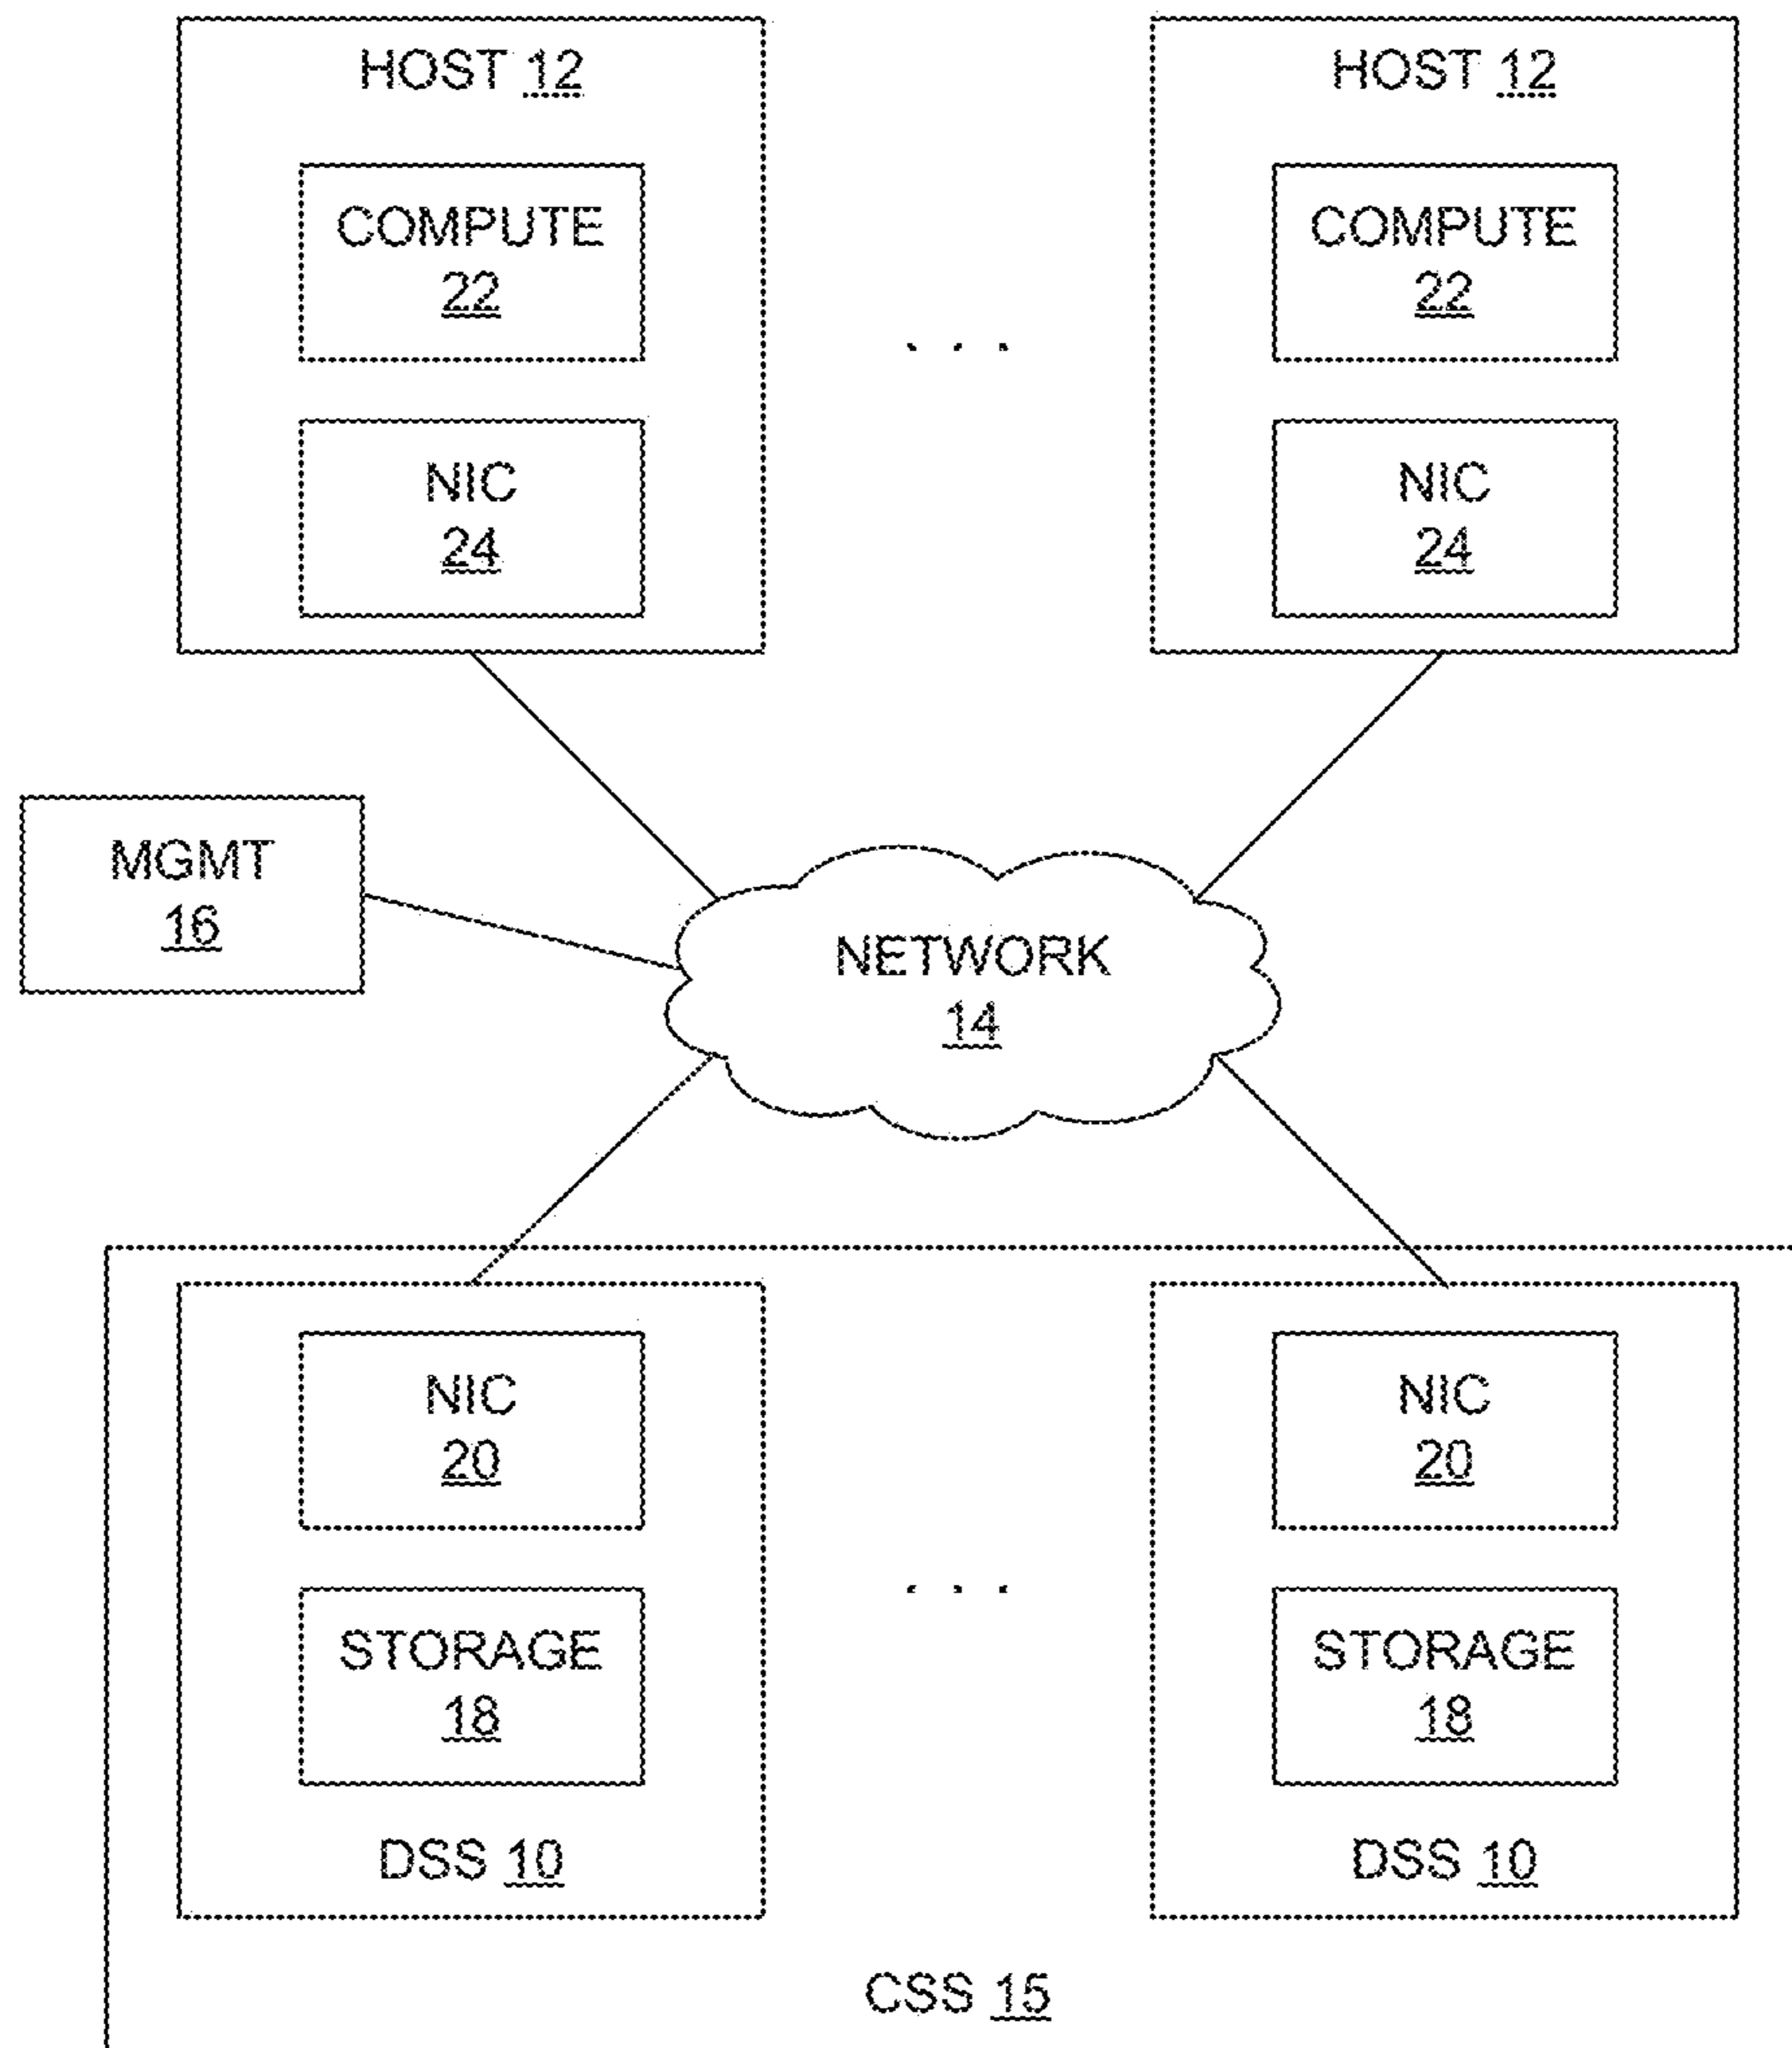 HOST 12
HOST 12
COMPUTE
22
COMPUTE
22
. . .
NIC
24
NIC
24
MGMT
16
NETWORK
14
NIC
20
NIC
20
. . .
STORAGE
18
STORAGE
18
DSS 10
DSS 10
CSS 15